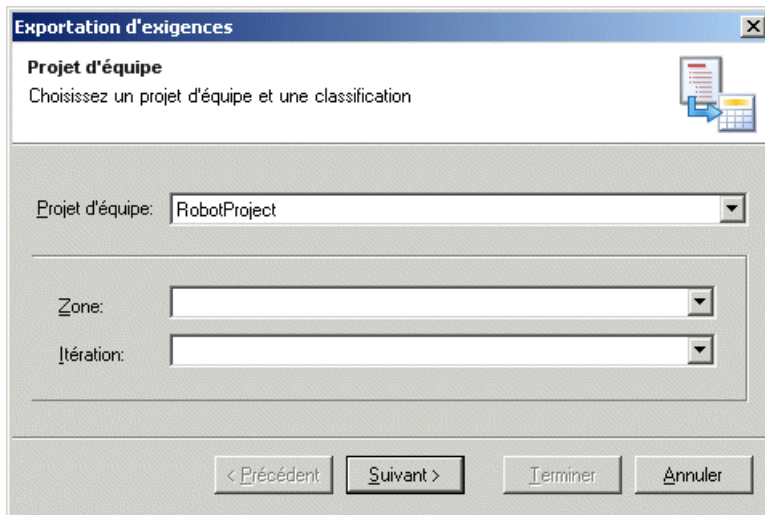 Exportation d'exigences
Projet d'équipe
Choisissez un projet d'équipe et une classification
Projet d'équipe: RobotProject
Zone:
Itération:
< Précédent Suivant > Terminer Annuler